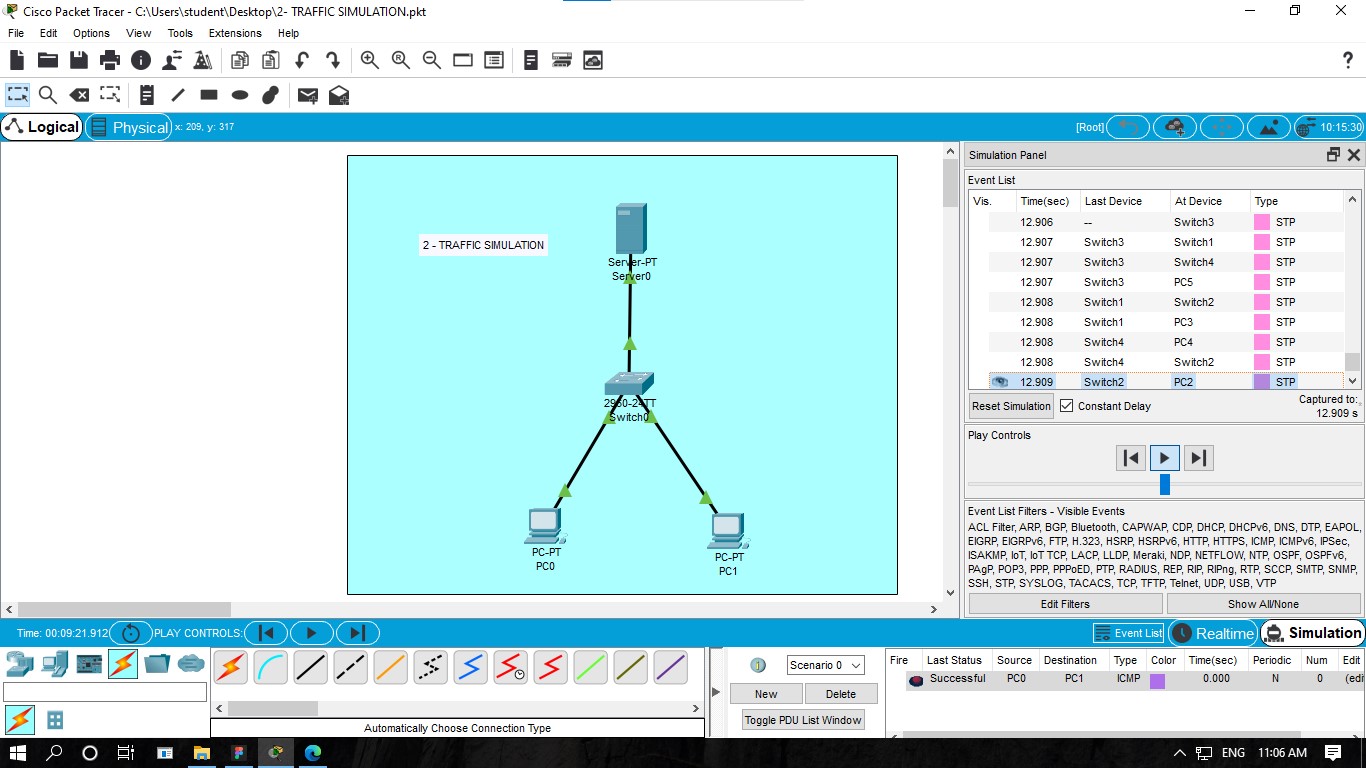 Cisco Packet Tracer - C:\Users\student\Desktop\2- TRAFFIC SIMULATION.pkt
File Edit Options View Tools Extensions Help
?
Logical Physical x: 209, y: 317 [Root] 10:15:30
Simulation Panel
Event List
Vis. Time(sec) Last Device At Device Type
12.906 -- Switch3 STP
12.907 Switch3 Switch1 STP
12.907 Switch3 Switch4 STP
12.907 Switch3 PC5 STP
12.908 Switch1 Switch2 STP
12.908 Switch1 PC3 STP
12.908 Switch4 PC4 STP
12.908 Switch4 Switch2 STP
12.909 Switch2 PC2 STP
Reset Simulation Constant Delay Captured to:
12.909 s
Play Controls
Event List Filters - Visible Events
ACL Filter, ARP, BGP, Bluetooth, CAPWAP, CDP, DHCP, DHCPv6, DNS, DTP, EAPOL,
EIGRP, EIGRPv6, FTP, H.323, HSRP, HSRPv6, HTTP, HTTPS, ICMP, ICMPv6, IPSec,
ISAKMP, IoT, IoT TCP, LACP, LLDP, Meraki, NDP, NETFLOW, NTP, OSPF, OSPFv6,
PAgP, POP3, PPP, PPPoED, PTP, RADIUS, REP, RIP, RIPng, RTP, SCCP, SMTP, SNMP,
SSH, STP, SYSLOG, TACACS, TCP, TFTP, Telnet, UDP, USB, VTP
Edit Filters Show All/None
2 - TRAFFIC SIMULATION
Server-PT
Server0
2950-24TT
Switch0
PC-PT
PC0
PC-PT
PC1
Time: 00:09:21.912 PLAY CONTROLS: Event List Realtime Simulation
Automatically Choose Connection Type
Scenario 0
New Delete
Toggle PDU List Window
Fire Last Status Source Destination Type Color Time(sec) Periodic Num Edit
Successful PC0 PC1 ICMP 0.000 N 0 (edi
ENG 11:06 AM